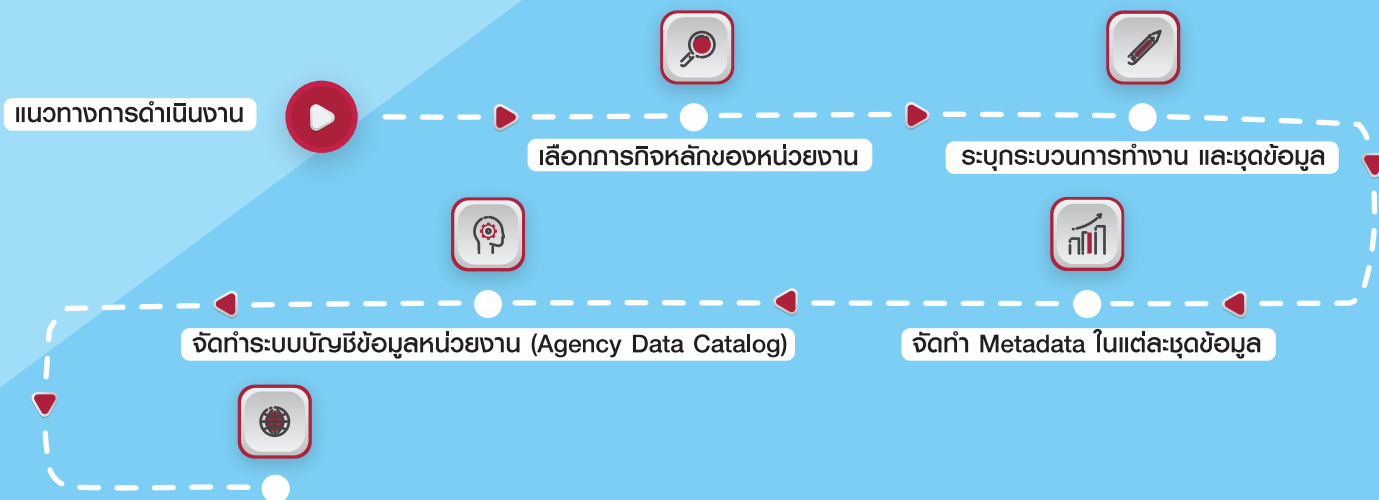 แนวทางการดำเนินงาน
เลือกภารกิจหลักของหน่วยงาน
ระบุกระบวนการทำงาน และชุดข้อมูล
จัดทำ Metadata ในแต่ละชุดข้อมูล
จัดทำระบบบัญชีข้อมูลหน่วยงาน (Agency Data Catalog)